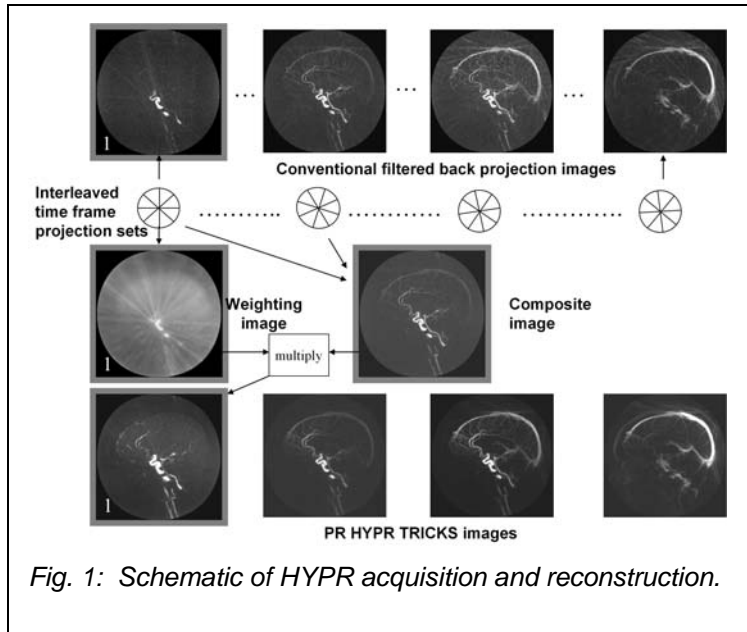 1
... ... ...
Conventional filtered back projection images
Interleaved
time frame
projection sets
Weighting
image
Composite
image
1
multiply
1
PR HYPR TRICKS images
Fig. 1: Schematic of HYPR acquisition and reconstruction.